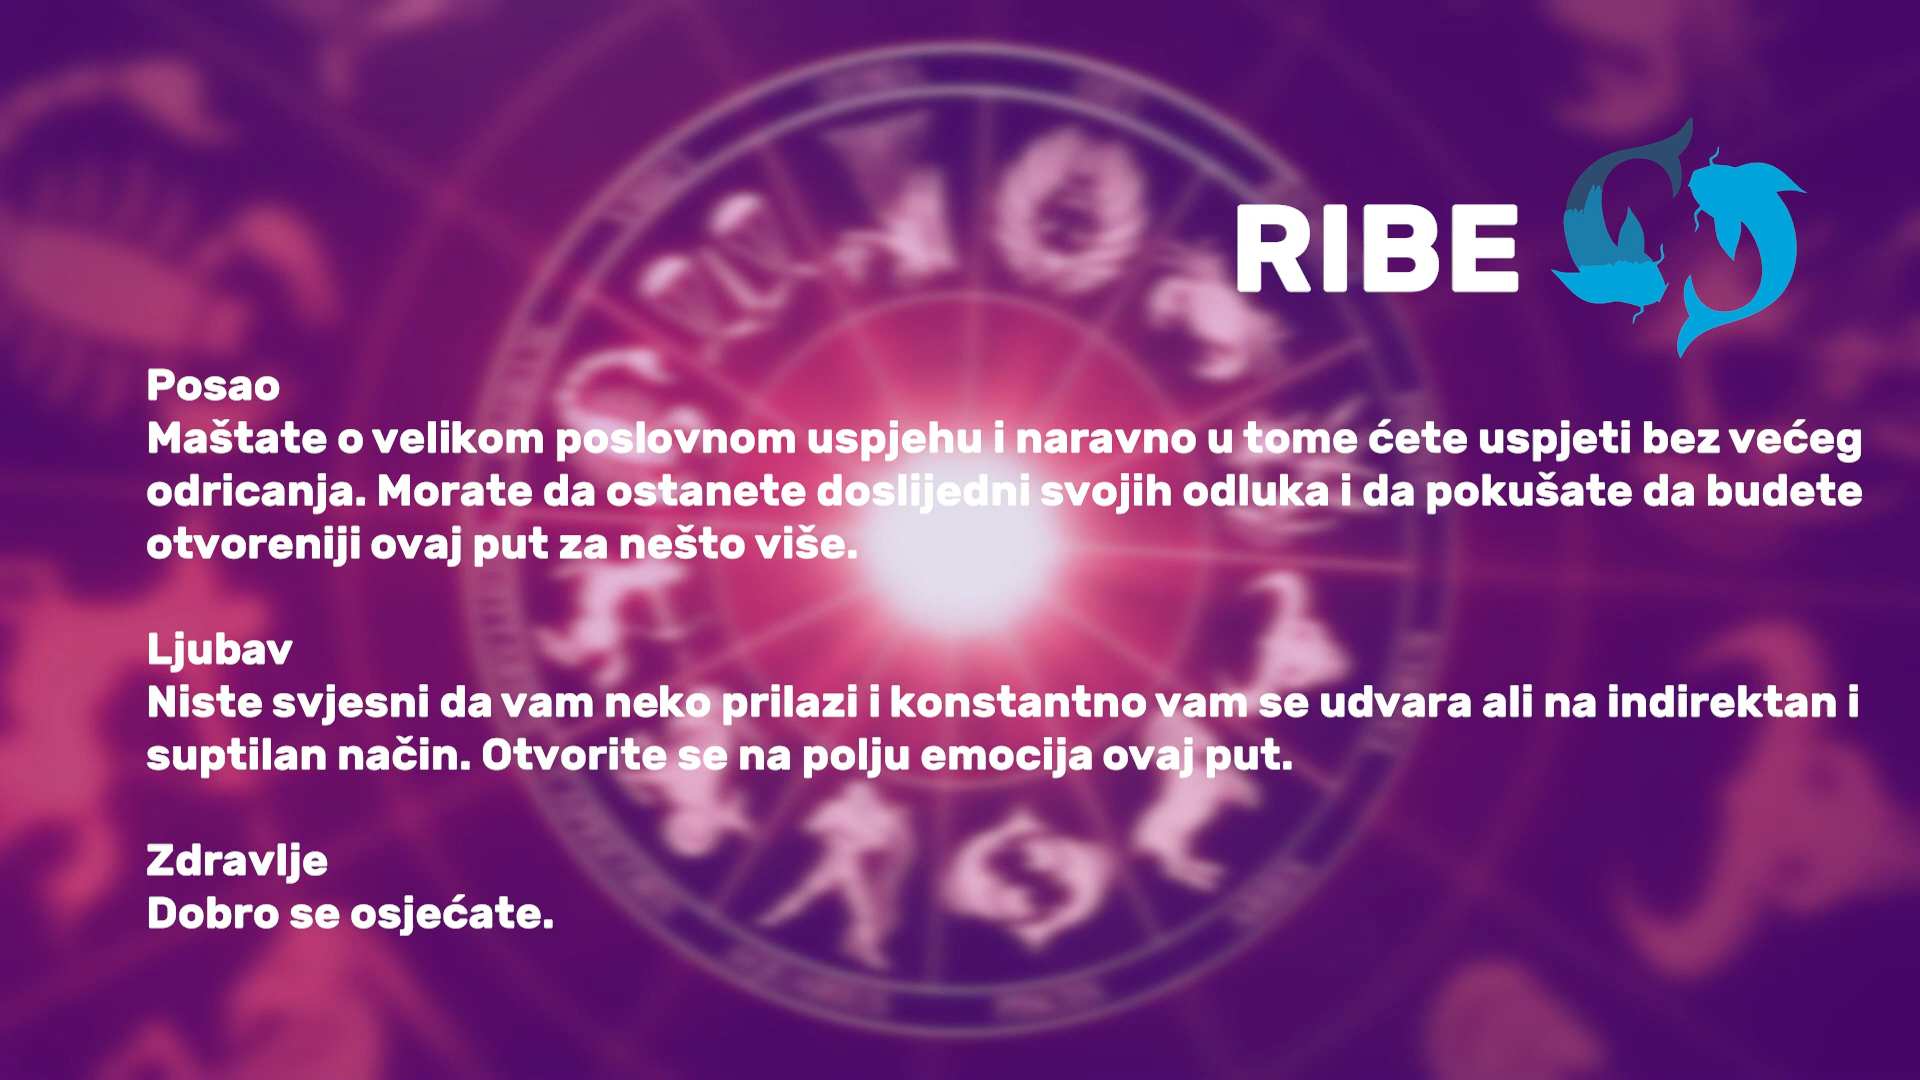 RIBE
Posao
Maštate o velikom poslovnom uspjehu i naravno u tome ćete uspjeti bez većeg
odricanja. Morate da ostanete doslijedni svojih odluka i da pokušate da budete
otvoreniji ovaj put za nešto više.
Ljubav
Niste svjesni da vam neko prilazi i konstantno vam se udvara ali na indirektan i
suptilan način. Otvorite se na polju emocija ovaj put.
Zdravlje
Dobro se osjećate.